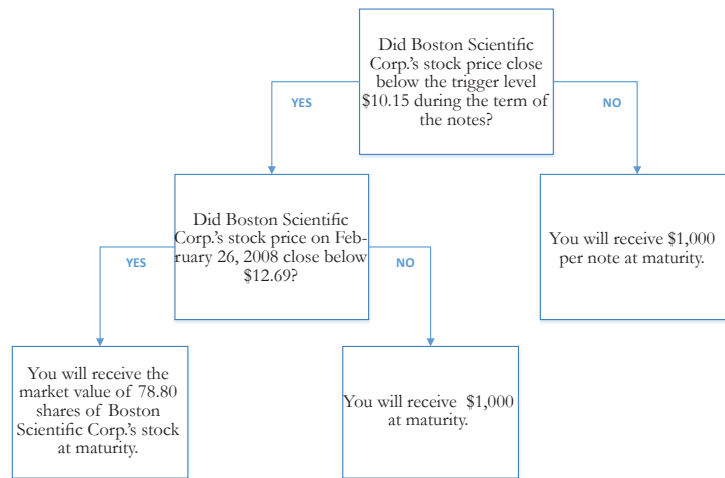 Did Boston Scientific
Corp.'s stock price close
below the trigger level
$10.15 during the term of
the notes?
YES
NO
Did Boston Scientific
Corp.'s stock price on Feb-
ruary 26, 2008 close below
$12.69?
You will receive $1,000
per note at maturity.
YES
NO
You will receive the
market value of 78.80
shares of Boston
Scientific Corp.'s stock
at maturity.
You will receive $1,000
at maturity.